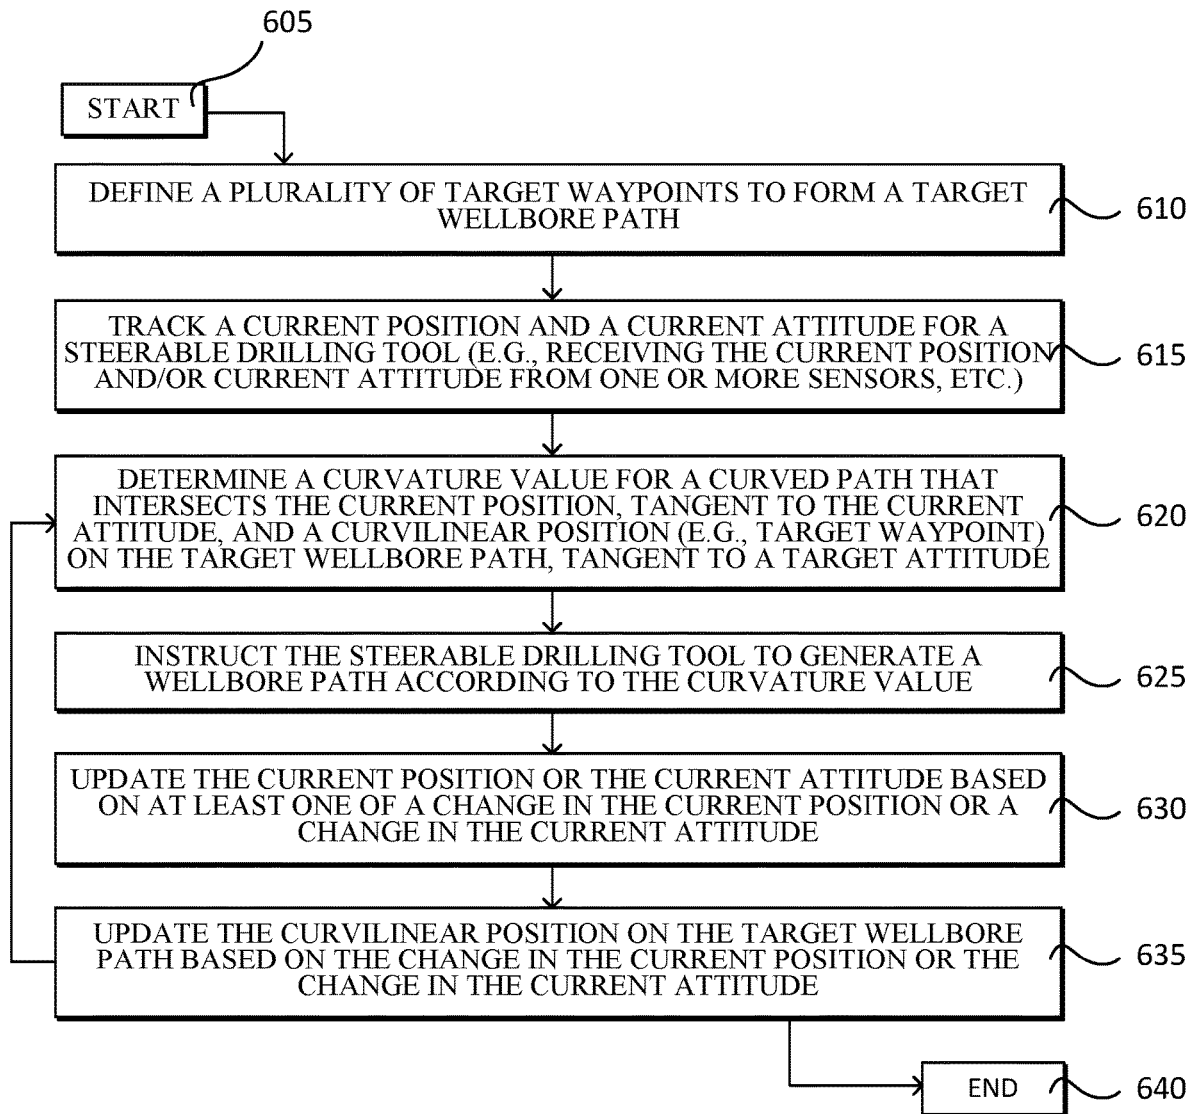 605
START
DEFINE A PLURALITY OF TARGET WAYPOINTS TO FORM A TARGET
WELLBORE PATH
610
TRACK A CURRENT POSITION AND A CURRENT ATTITUDE FOR A
STEERABLE DRILLING TOOL (E.G., RECEIVING THE CURRENT POSITION
AND/OR CURRENT ATTITUDE FROM ONE OR MORE SENSORS, ETC.)
615
DETERMINE A CURVATURE VALUE FOR A CURVED PATH THAT
INTERSECTS THE CURRENT POSITION, TANGENT TO THE CURRENT
ATTITUDE, AND A CURVILINEAR POSITION (E.G., TARGET WAYPOINT)
ON THE TARGET WELLBORE PATH, TANGENT TO A TARGET ATTITUDE
620
INSTRUCT THE STEERABLE DRILLING TOOL TO GENERATE A
WELLBORE PATH ACCORDING TO THE CURVATURE VALUE
625
UPDATE THE CURRENT POSITION OR THE CURRENT ATTITUDE BASED
ON AT LEAST ONE OF A CHANGE IN THE CURRENT POSITION OR A
CHANGE IN THE CURRENT ATTITUDE
630
UPDATE THE CURVILINEAR POSITION ON THE TARGET WELLBORE
PATH BASED ON THE CHANGE IN THE CURRENT POSITION OR THE
CHANGE IN THE CURRENT ATTITUDE
635
END
640